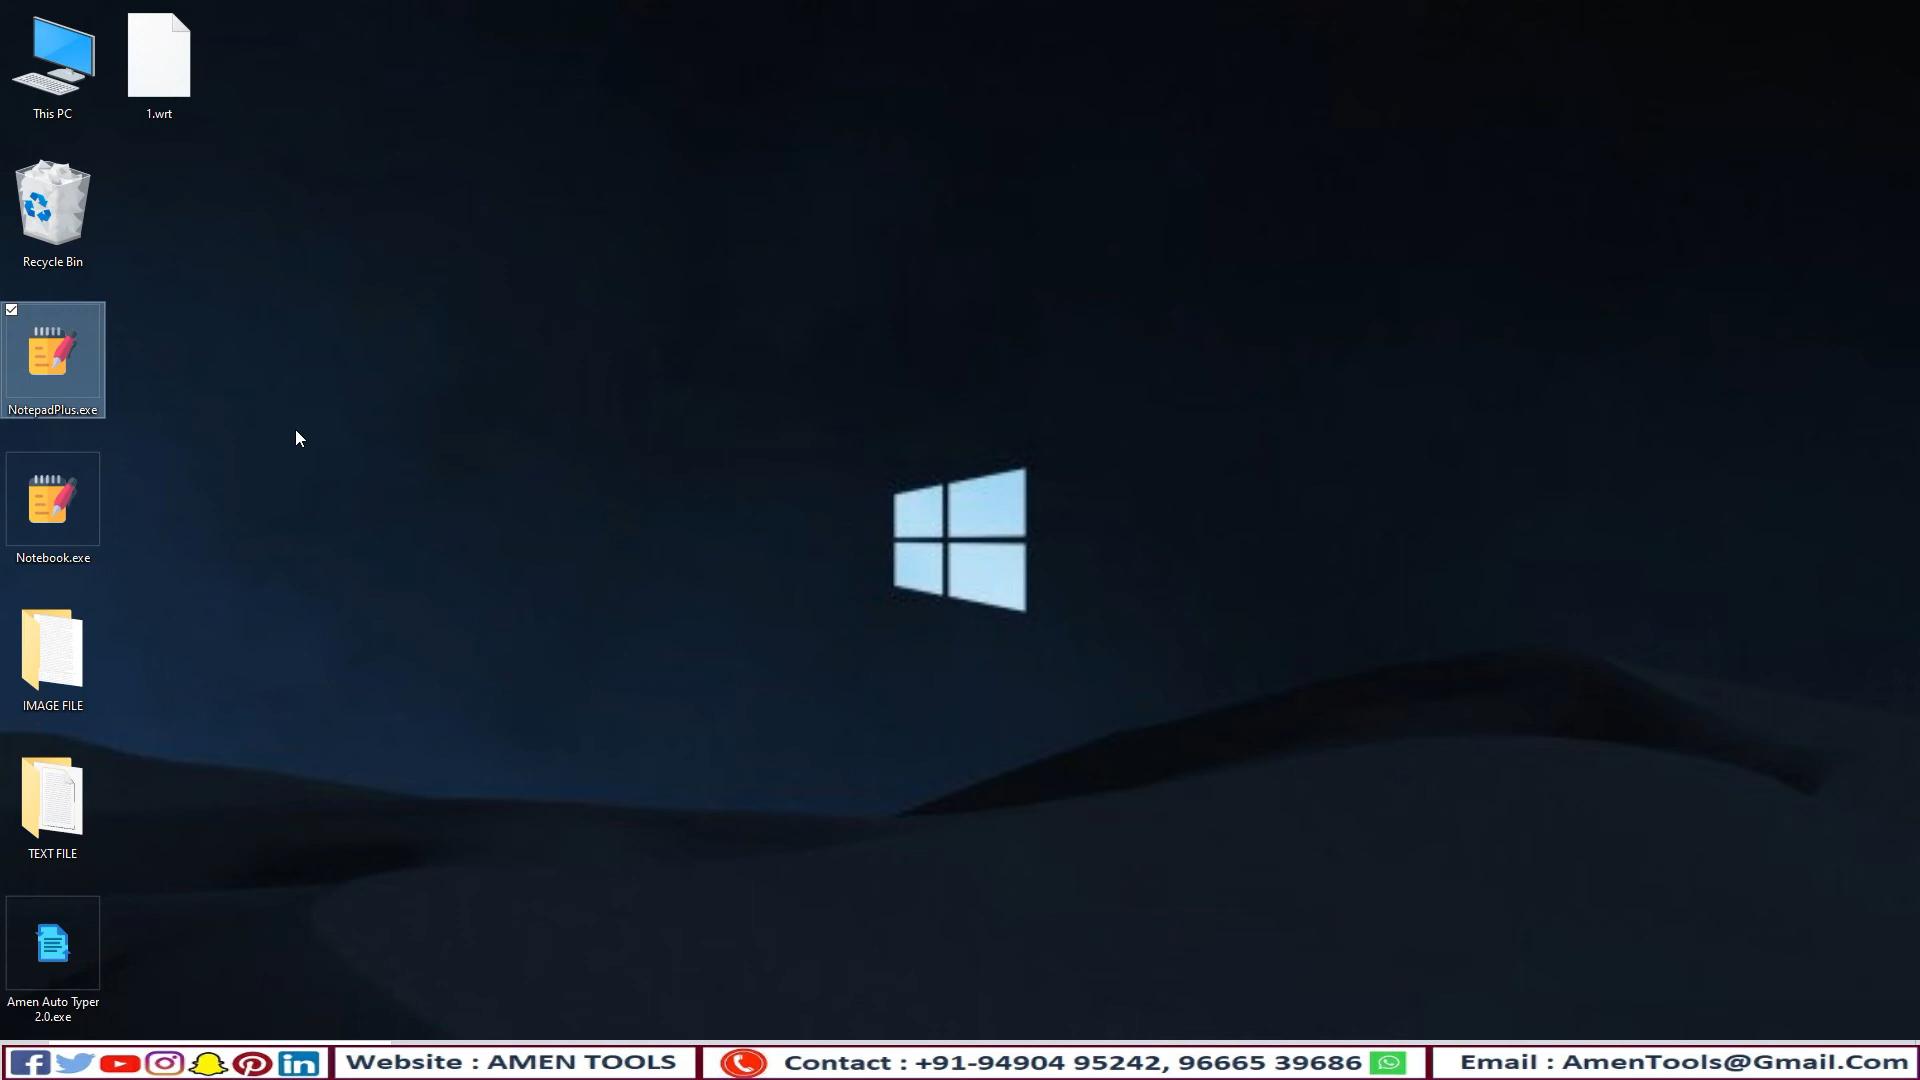 This PC
1.wrt
Recycle Bin
NotepadPlus.exe
Notebook.exe
IMAGE FILE
TEXT FILE
Amen Auto Typer
2.0.exe
Website : AMEN TOOLS
Contact : +91-94904 95242, 96665 39686
Email : AmenTools@Gmail.Com